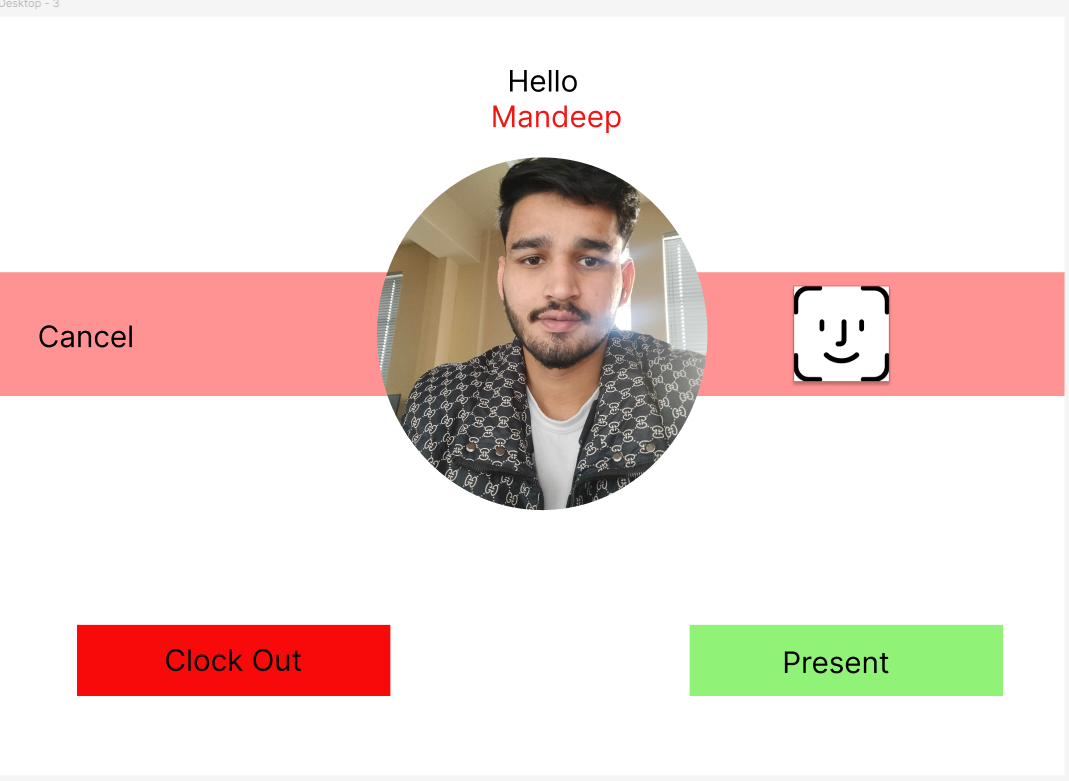 Desktop - 3
Hello
Mandeep
Cancel
Clock Out
Present